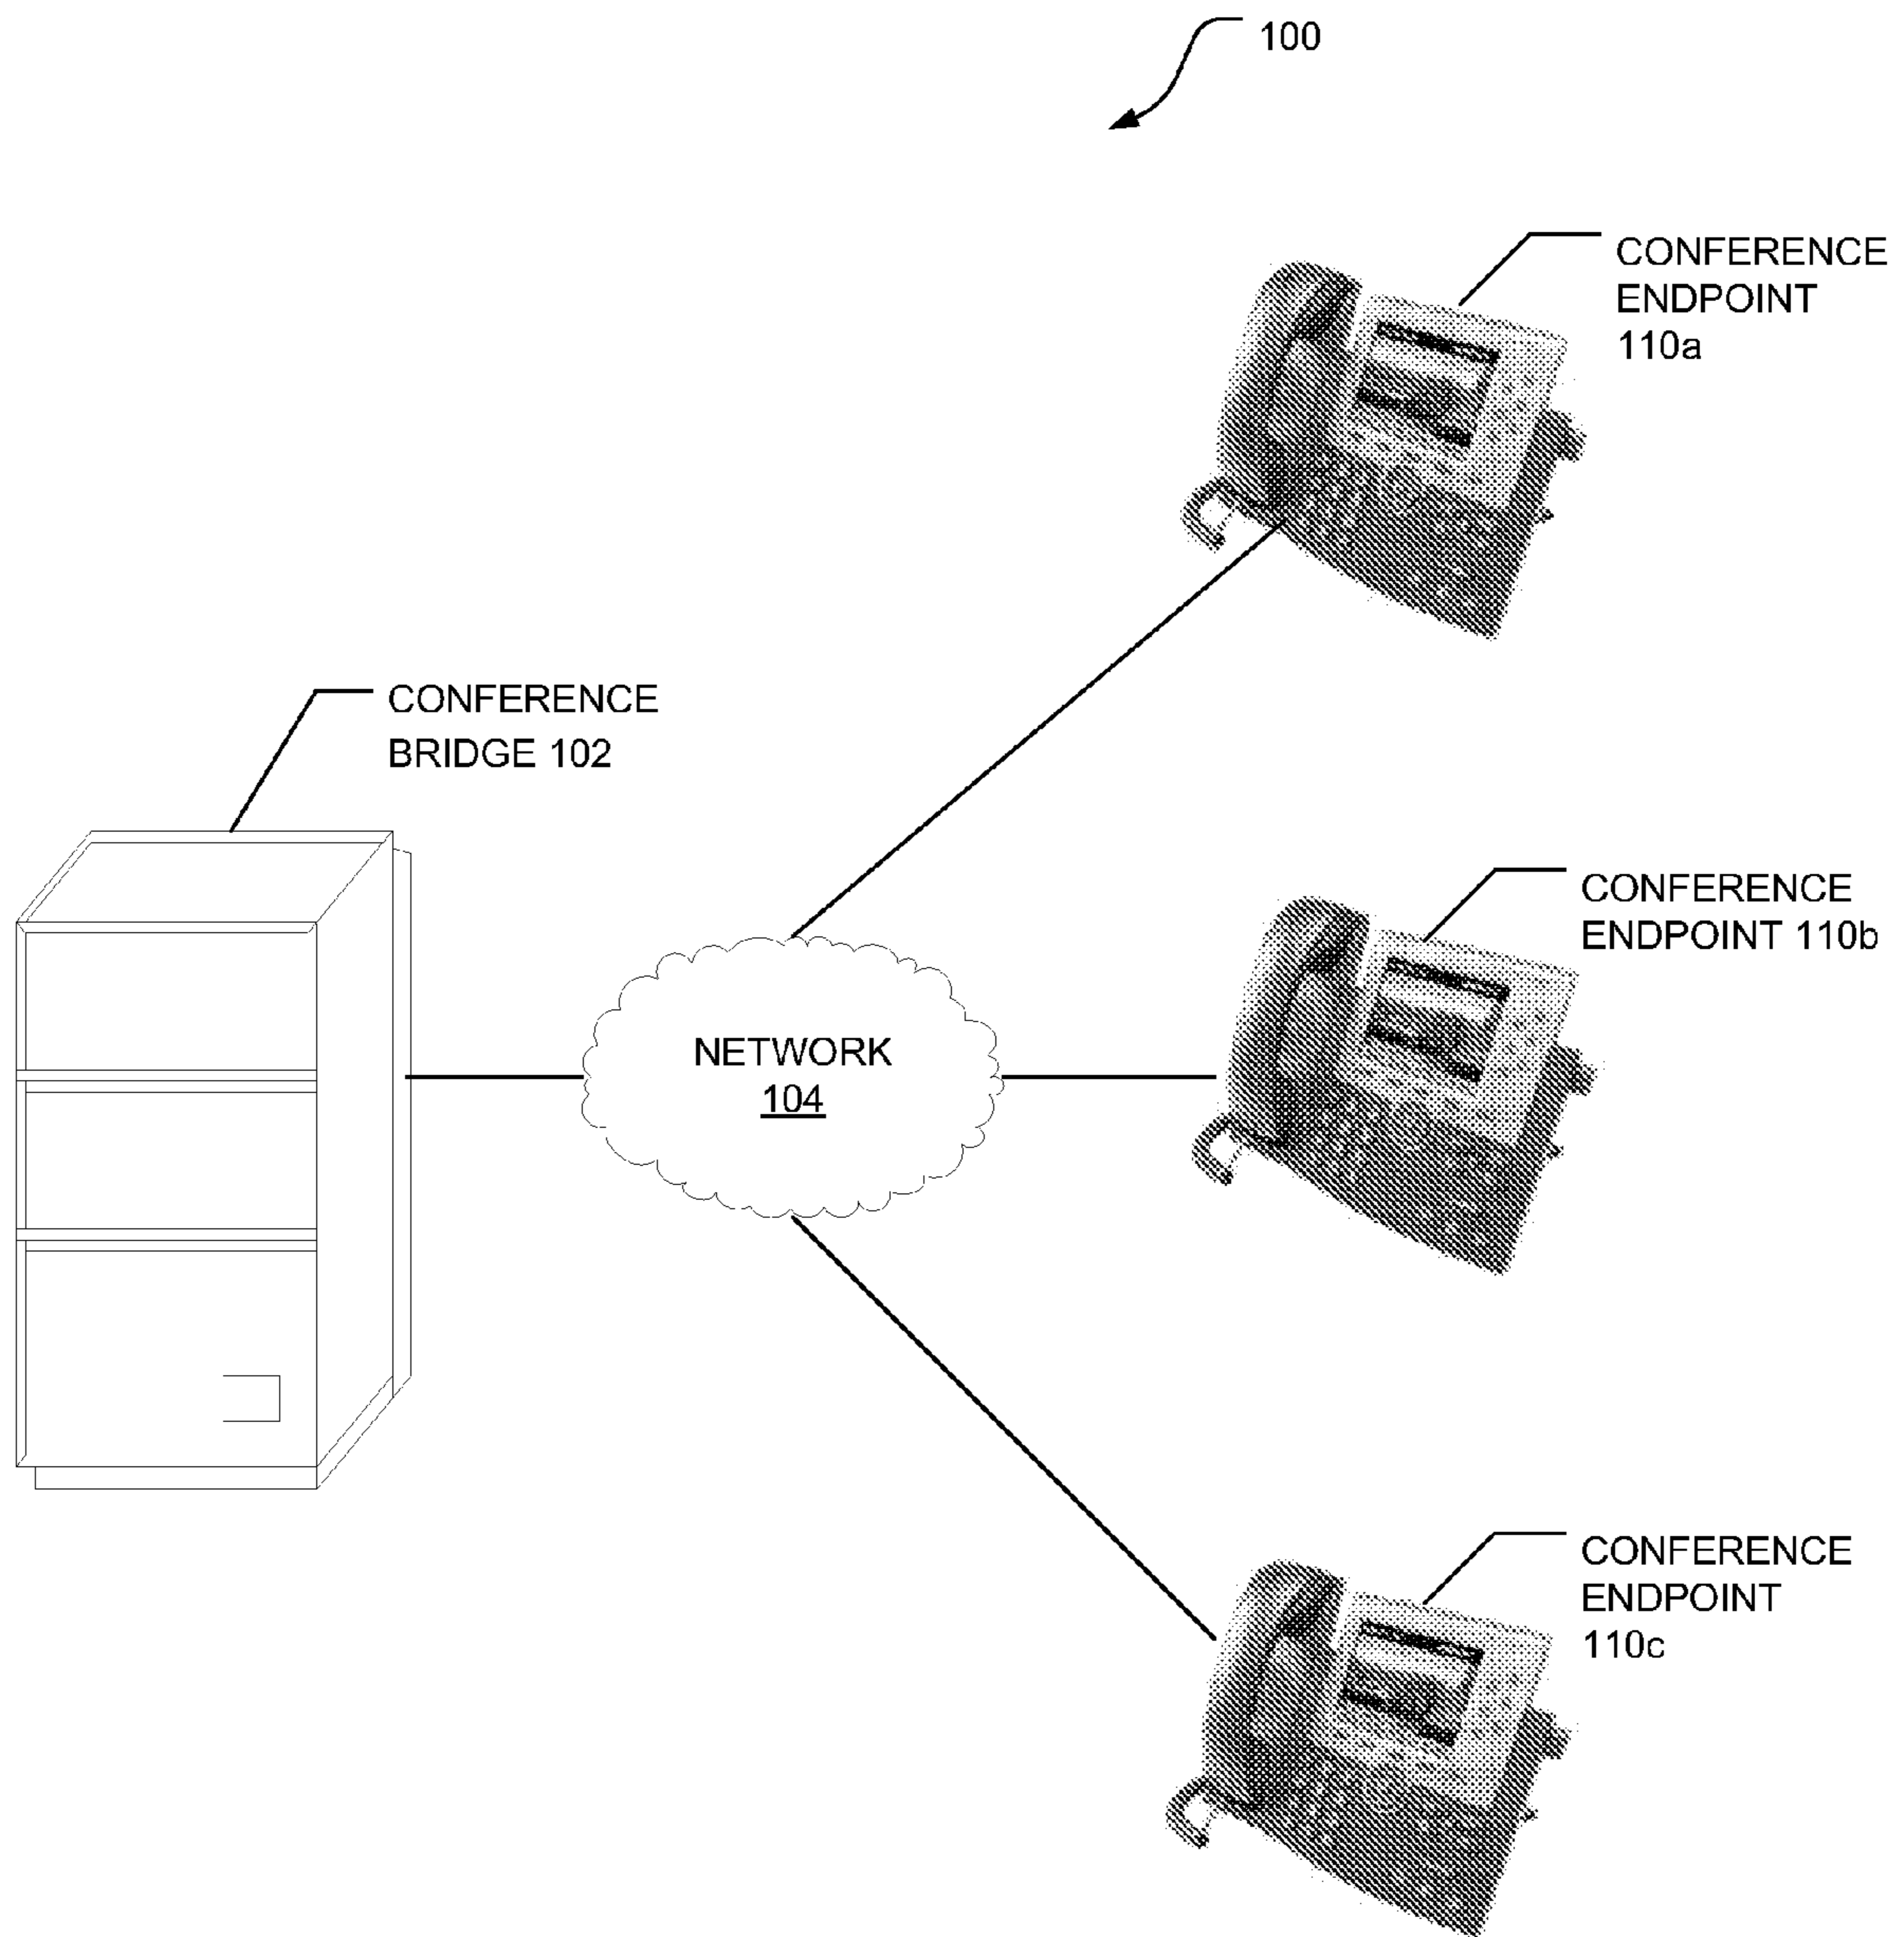 100
CONFERENCE
ENDPOINT
110a
CONFERENCE
BRIDGE 102
CONFERENCE
ENDPOINT 110b
NETWORK
104
CONFERENCE
ENDPOINT
110c